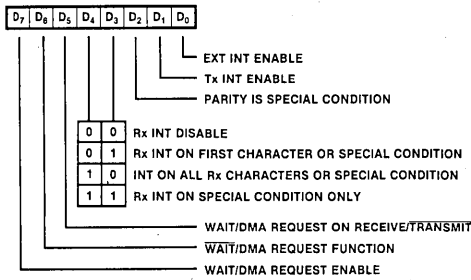 D7 D6 D5 D4 D3 D2 D1 D0
EXT INT ENABLE
Tx INT ENABLE
PARITY IS SPECIAL CONDITION
0 0 Rx INT DISABLE
0 1 Rx INT ON FIRST CHARACTER OR SPECIAL CONDITION
1 0 INT ON ALL Rx CHARACTERS OR SPECIAL CONDITION
1 1 Rx INT ON SPECIAL CONDITION ONLY
WAIT/DMA REQUEST ON RECEIVE/TRANSMIT
WAIT/DMA REQUEST FUNCTION
WAIT/DMA REQUEST ENABLE